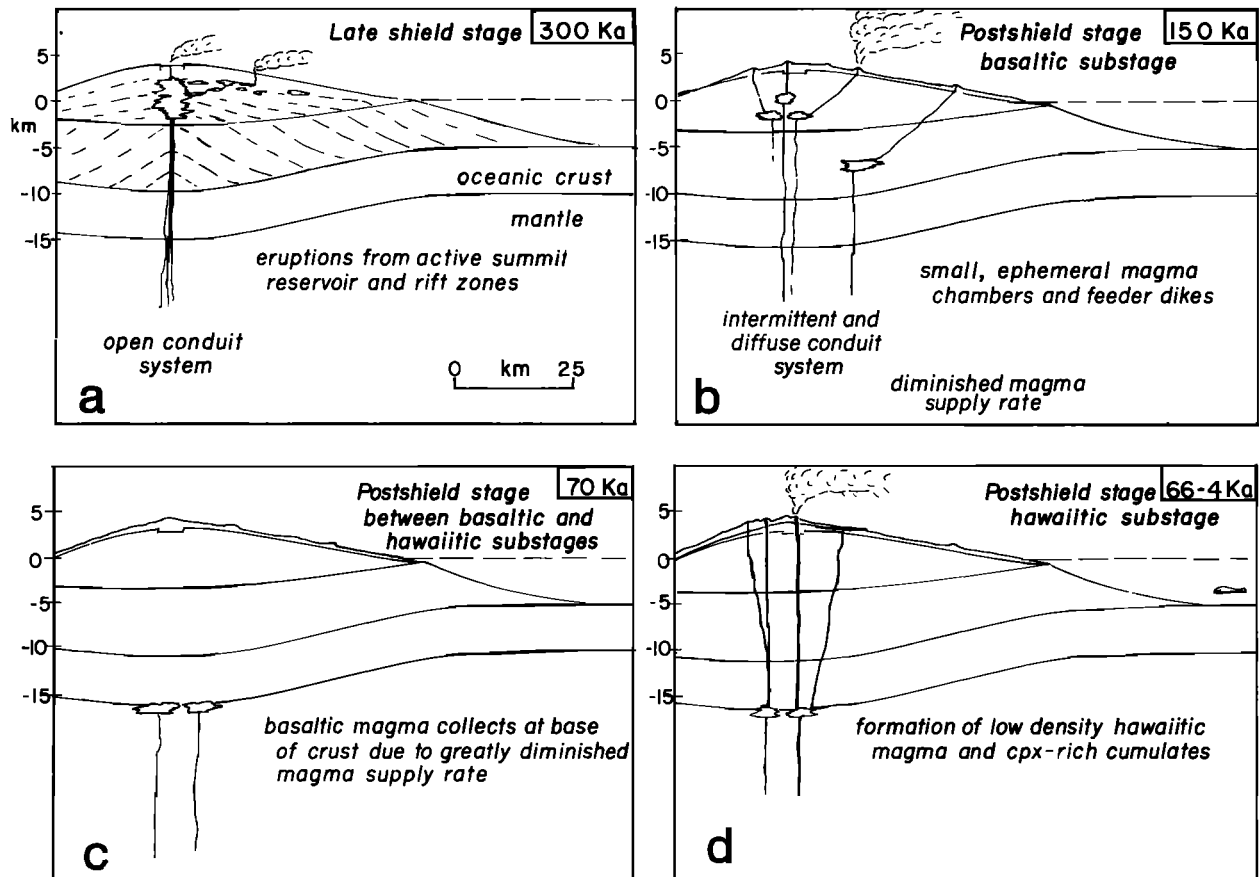 Late shield stage
300 Ka
5
0
km
-5
-10
-15
oceanic crust
mantle
eruptions from active summit
reservoir and rift zones
open conduit
system
0 km 25
a
Postshield stage
basaltic substage
150 Ka
5
0
-5
-10
-15
small, ephemeral magma
chambers and feeder dikes
intermittent and
diffuse conduit
system
diminished magma
supply rate
b
70 Ka
Postshield stage
between basaltic and
hawaiitic substages
5
0
-5
-10
-15
basaltic magma collects at base
of crust due to greatly diminished
magma supply rate
c
Postshield stage
hawaiitic substage
66-4 Ka
5
0
-5
-10
-15
formation of low density hawaiitic
magma and cpx-rich cumulates
d